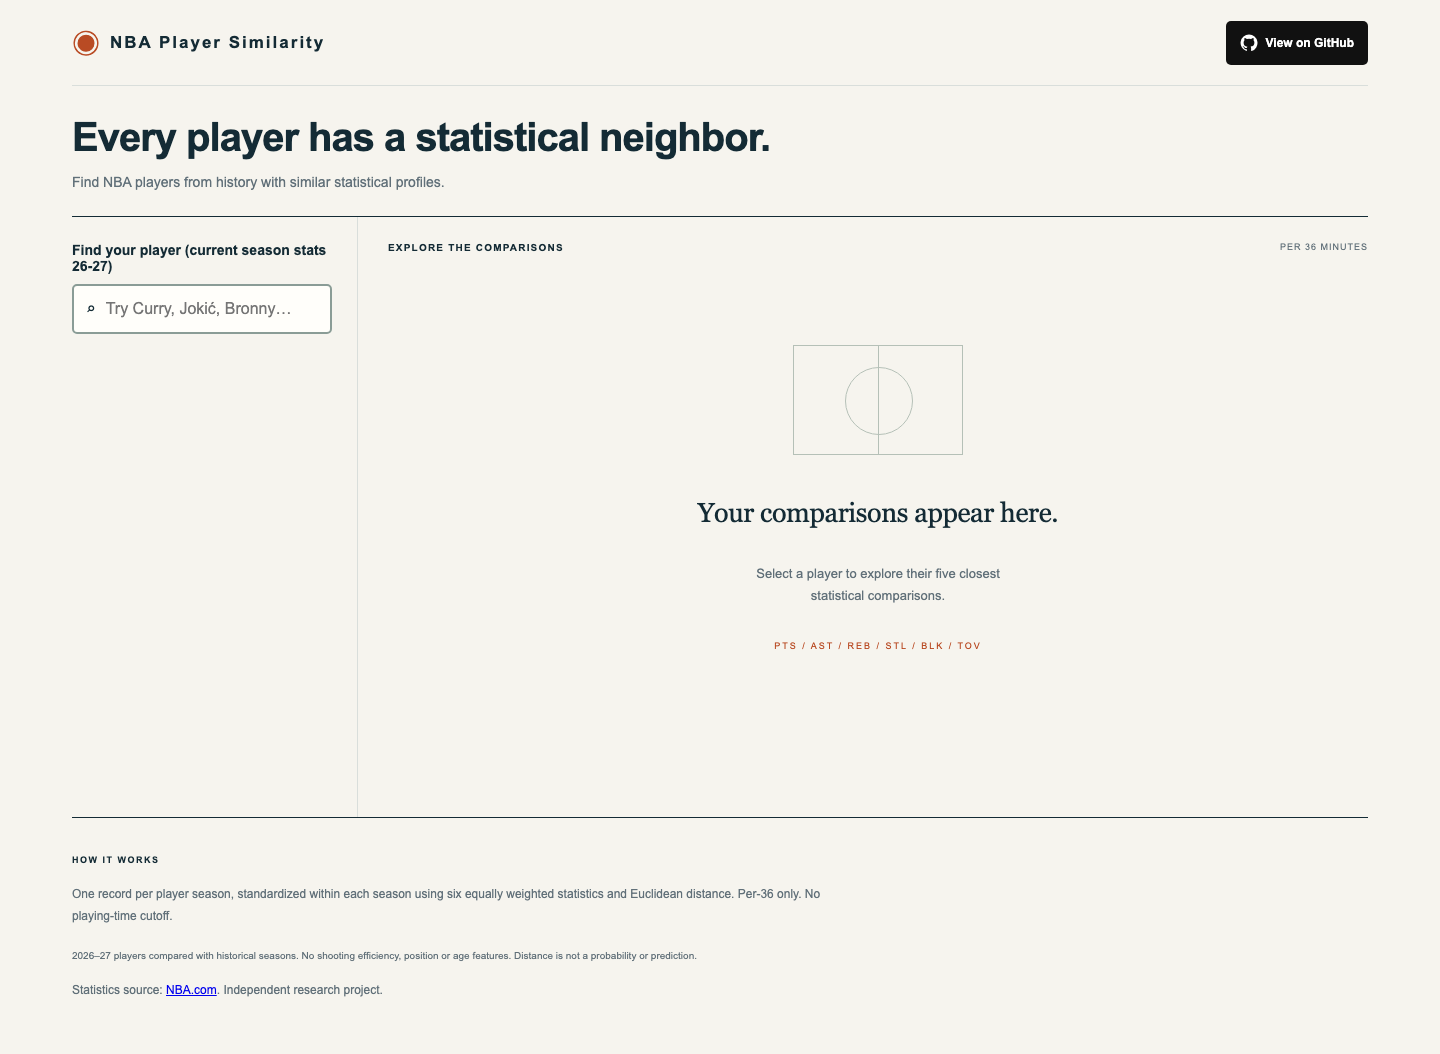 NBA Player Similarity
View on GitHub
Every player has a statistical neighbor.
Find NBA players from history with similar statistical profiles.
Find your player (current season stats
26-27)
Try Curry, Jokić, Bronny…
EXPLORE THE COMPARISONS
PER 36 MINUTES
Your comparisons appear here.
Select a player to explore their five closest
statistical comparisons.
PTS / AST / REB / STL / BLK / TOV
HOW IT WORKS
One record per player season, standardized within each season using six equally weighted statistics and Euclidean distance. Per-36 only. No
playing-time cutoff.
2026–27 players compared with historical seasons. No shooting efficiency, position or age features. Distance is not a probability or prediction.
Statistics source: NBA.com. Independent research project.